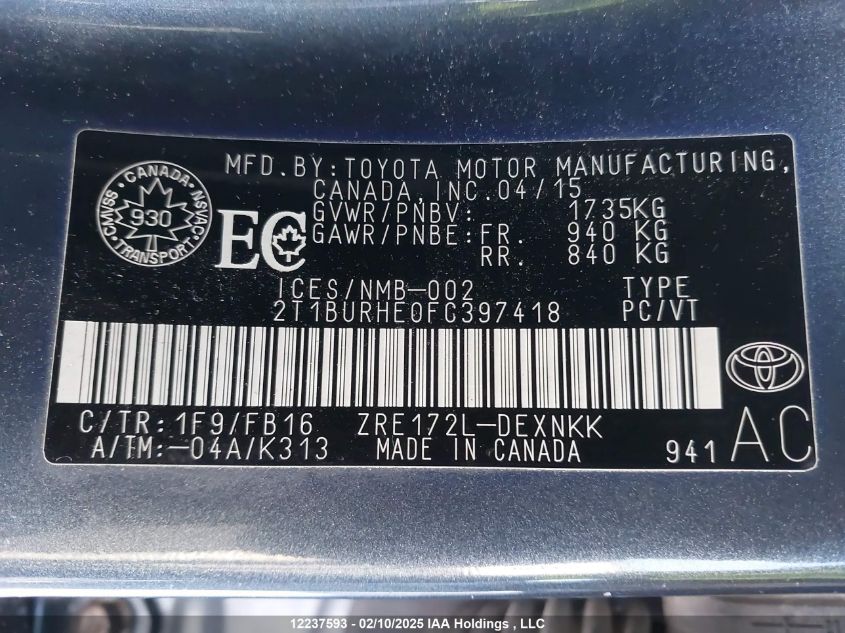 MFD. BY: TOYOTA MOTOR MANUFACTURING,
CANADA, INC. 04/15
GVWR/PNBV: 1735KG
GAWR/PNBE: FR. 940 KG
RR. 840 KG
CANADA
CMVSS NSVAC
930
TRANSPORT
EC
ICES/NMB-002 TYPE
2T1BURHE0FC397418 PC/VT
C/TR: 1F9/FB16 ZRE172L-DEXNKK
A/TM:-04A/K313 MADE IN CANADA 941 AC
12237593 - 02/10/2025 IAA Holdings , LLC